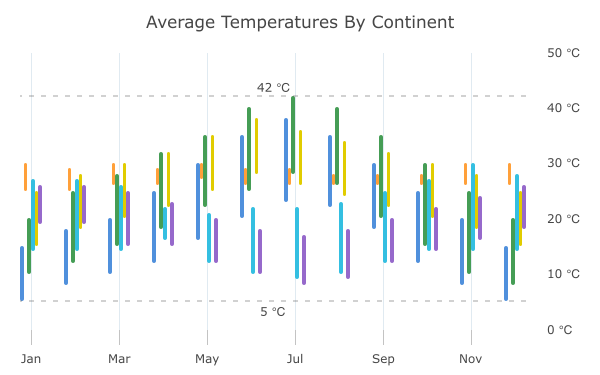 Average Temperatures By Continent
50 °C
42 °C
40 °C
30 °C
20 °C
10 °C
5 °C
0 °C
Jan Mar May Jul Sep Nov